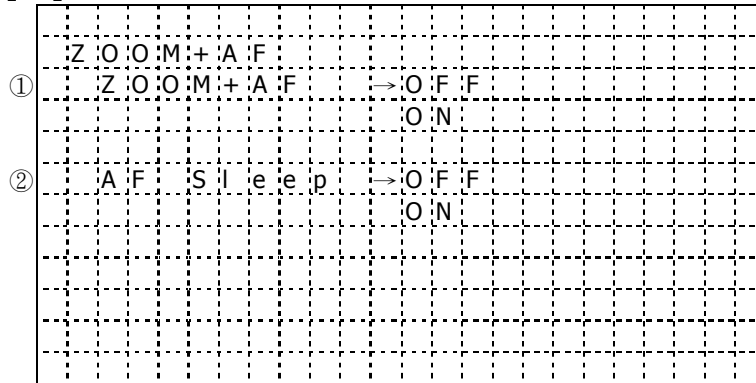 ZOOM+AF
① ZOOM+AF →OFF
ON
② AF Sleep →OFF
ON